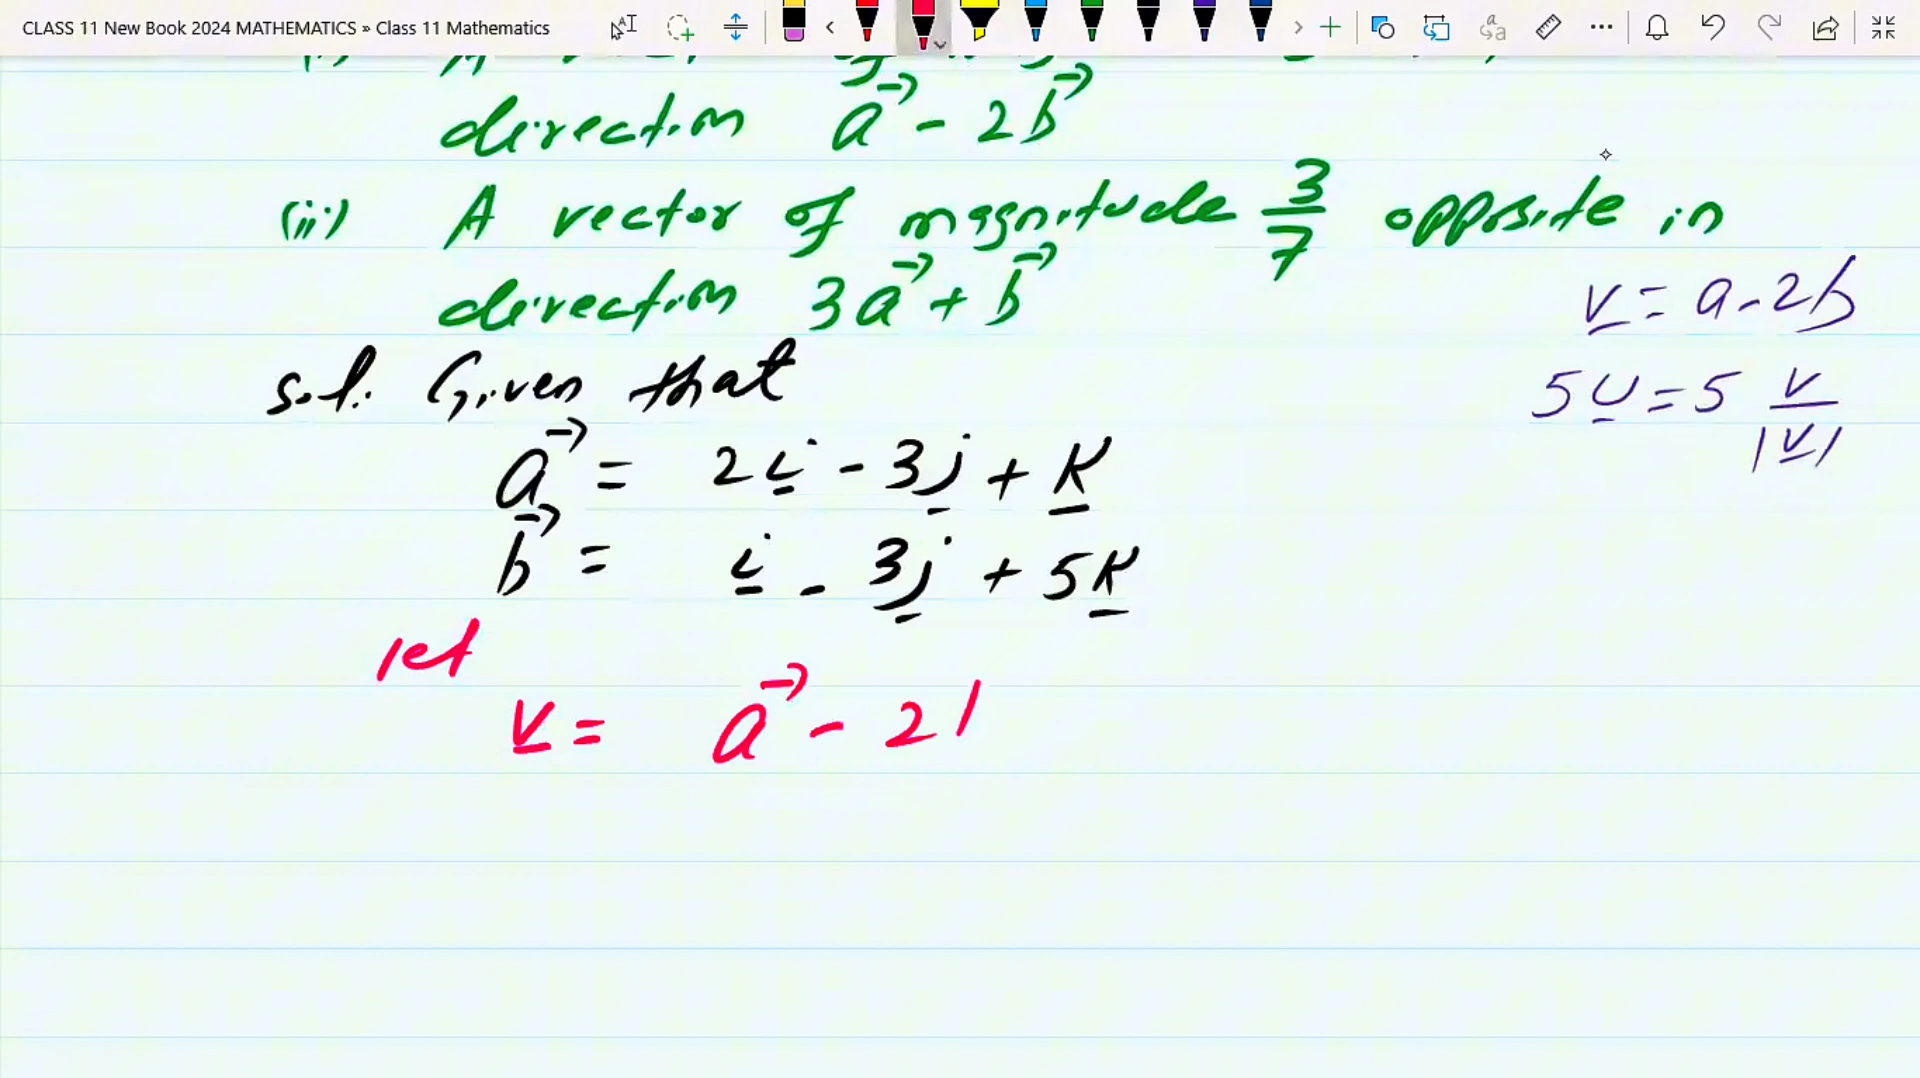 CLASS 11 New Book 2024 MATHEMATICS » Class 11 Mathematics
direction a⃗ - 2b⃗
(ii) A vector of magnitude 3/7 opposite in
direction 3a⃗ + b⃗
v = a - 2b
5u = 5 v/|v|
sol: Given that
a⃗ = 2i - 3j + k
b⃗ = i - 3j + 5k
let
v = a⃗ - 2